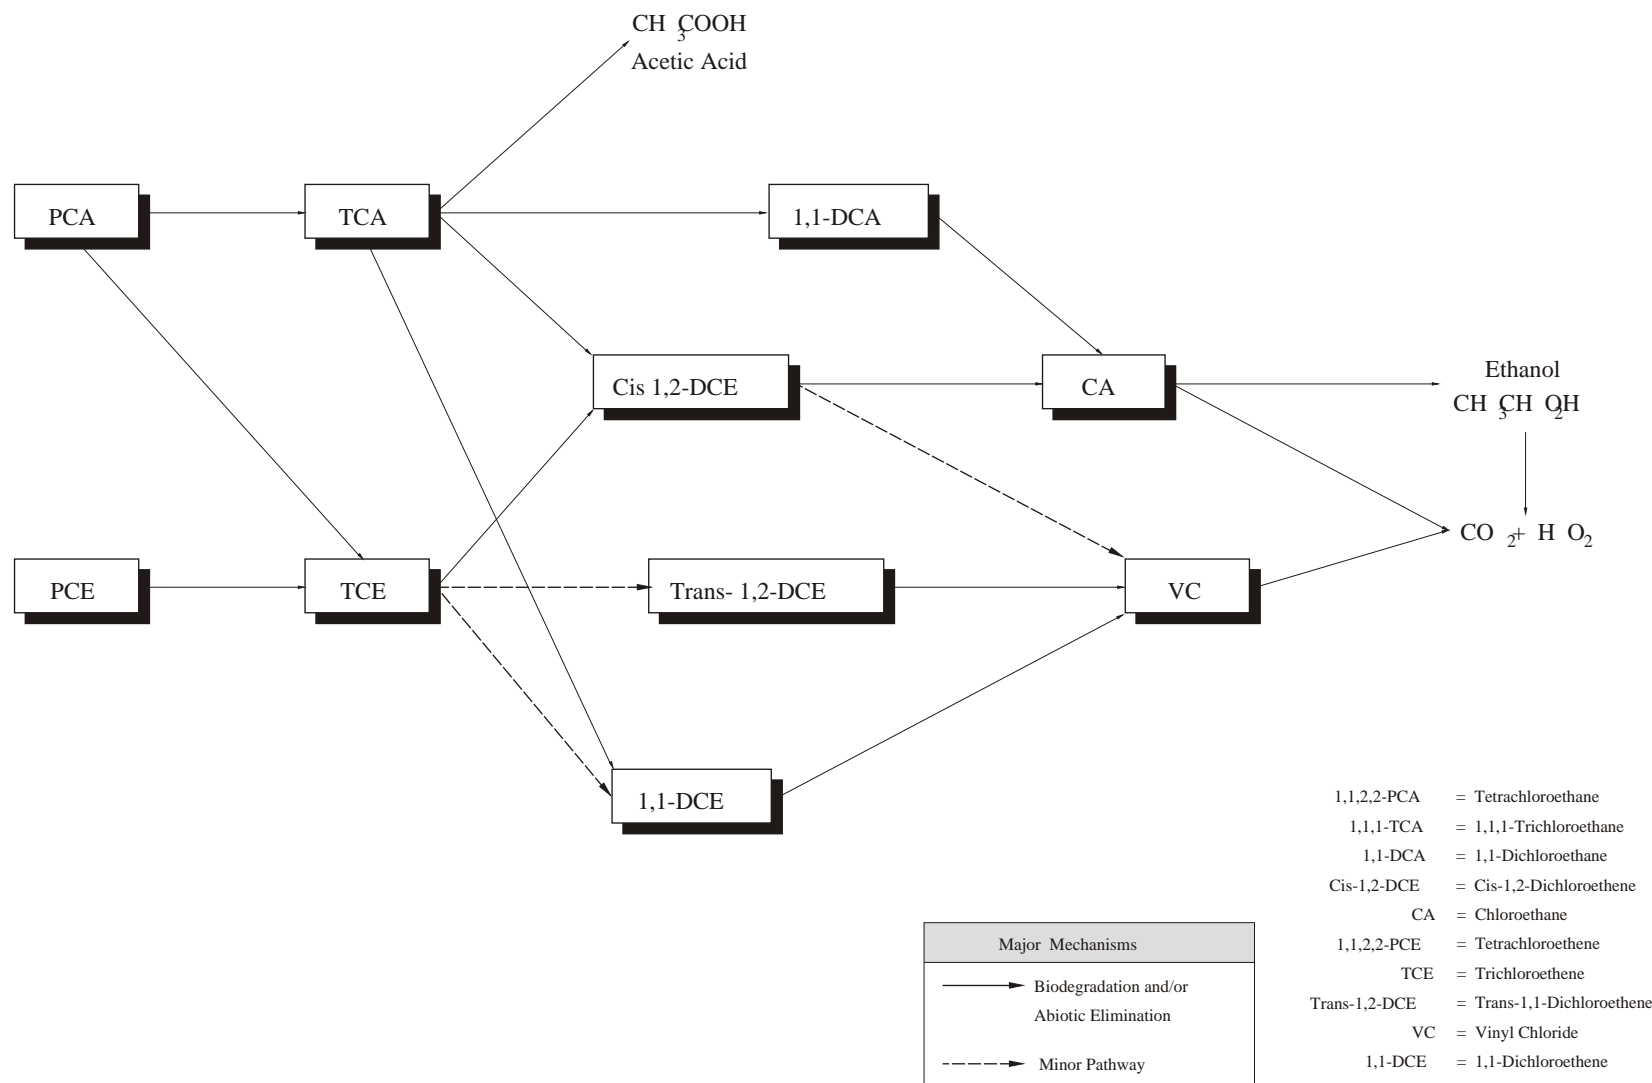 CH3COOH
Acetic Acid
PCA
TCA
1,1-DCA
Cis 1,2-DCE
CA
Ethanol
CH3CH O2H
CO2+ H O2
PCE
TCE
Trans- 1,2-DCE
VC
1,1-DCE
1,1,2,2-PCA = Tetrachloroethane
1,1,1-TCA = 1,1,1-Trichloroethane
1,1-DCA = 1,1-Dichloroethane
Cis-1,2-DCE = Cis-1,2-Dichloroethene
CA = Chloroethane
1,1,2,2-PCE = Tetrachloroethene
TCE = Trichloroethene
Trans-1,2-DCE = Trans-1,1-Dichloroethene
VC = Vinyl Chloride
1,1-DCE = 1,1-Dichloroethene
Major Mechanisms
Biodegradation and/or
Abiotic Elimination
Minor Pathway